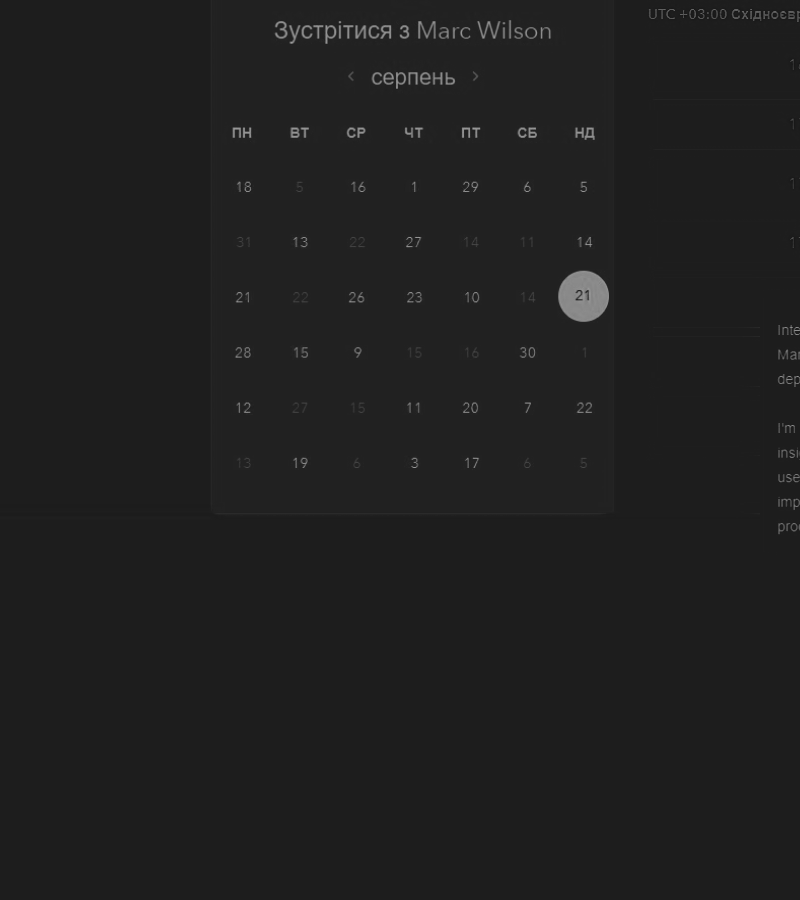 Зустрітися з Marc Wilson
‹ серпень ›
ПН ВТ СР ЧТ ПТ СБ НД
18 5 16 1 29 6 5
31 13 22 27 14 11 14
21 22 26 23 10 14 21
28 15 9 15 16 30 1
12 27 15 11 20 7 22
13 19 6 3 17 6 5
UTC +03:00
I'm